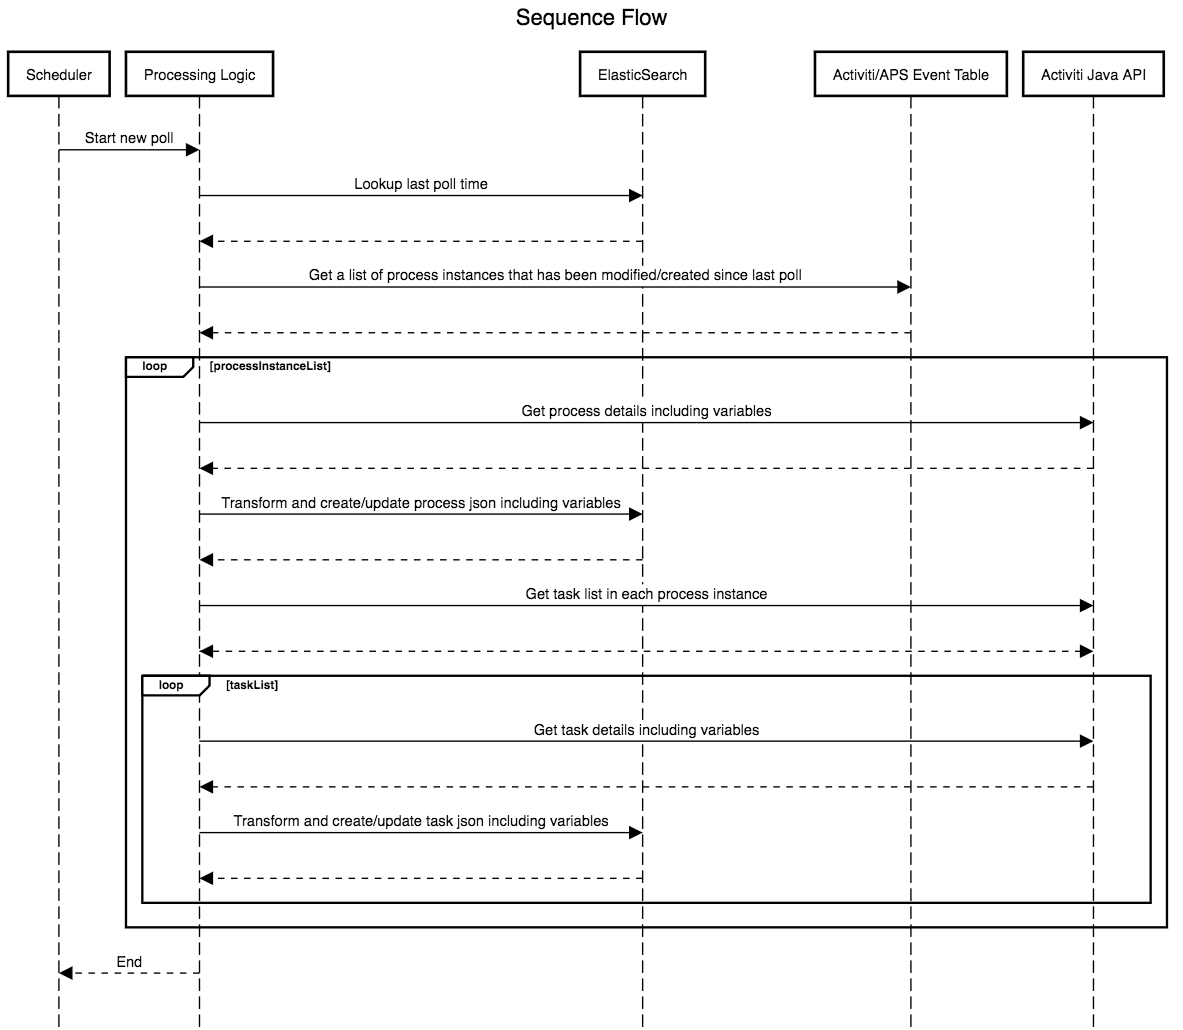 Sequence Flow
Scheduler
Processing Logic
ElasticSearch
Activiti/APS Event Table
Activiti Java API
Start new poll
Lookup last poll time
Get a list of process instances that has been modified/created since last poll
loop
[processInstanceList]
Get process details including variables
Transform and create/update process json including variables
Get task list in each process instance
loop
[taskList]
Get task details including variables
Transform and create/update task json including variables
End